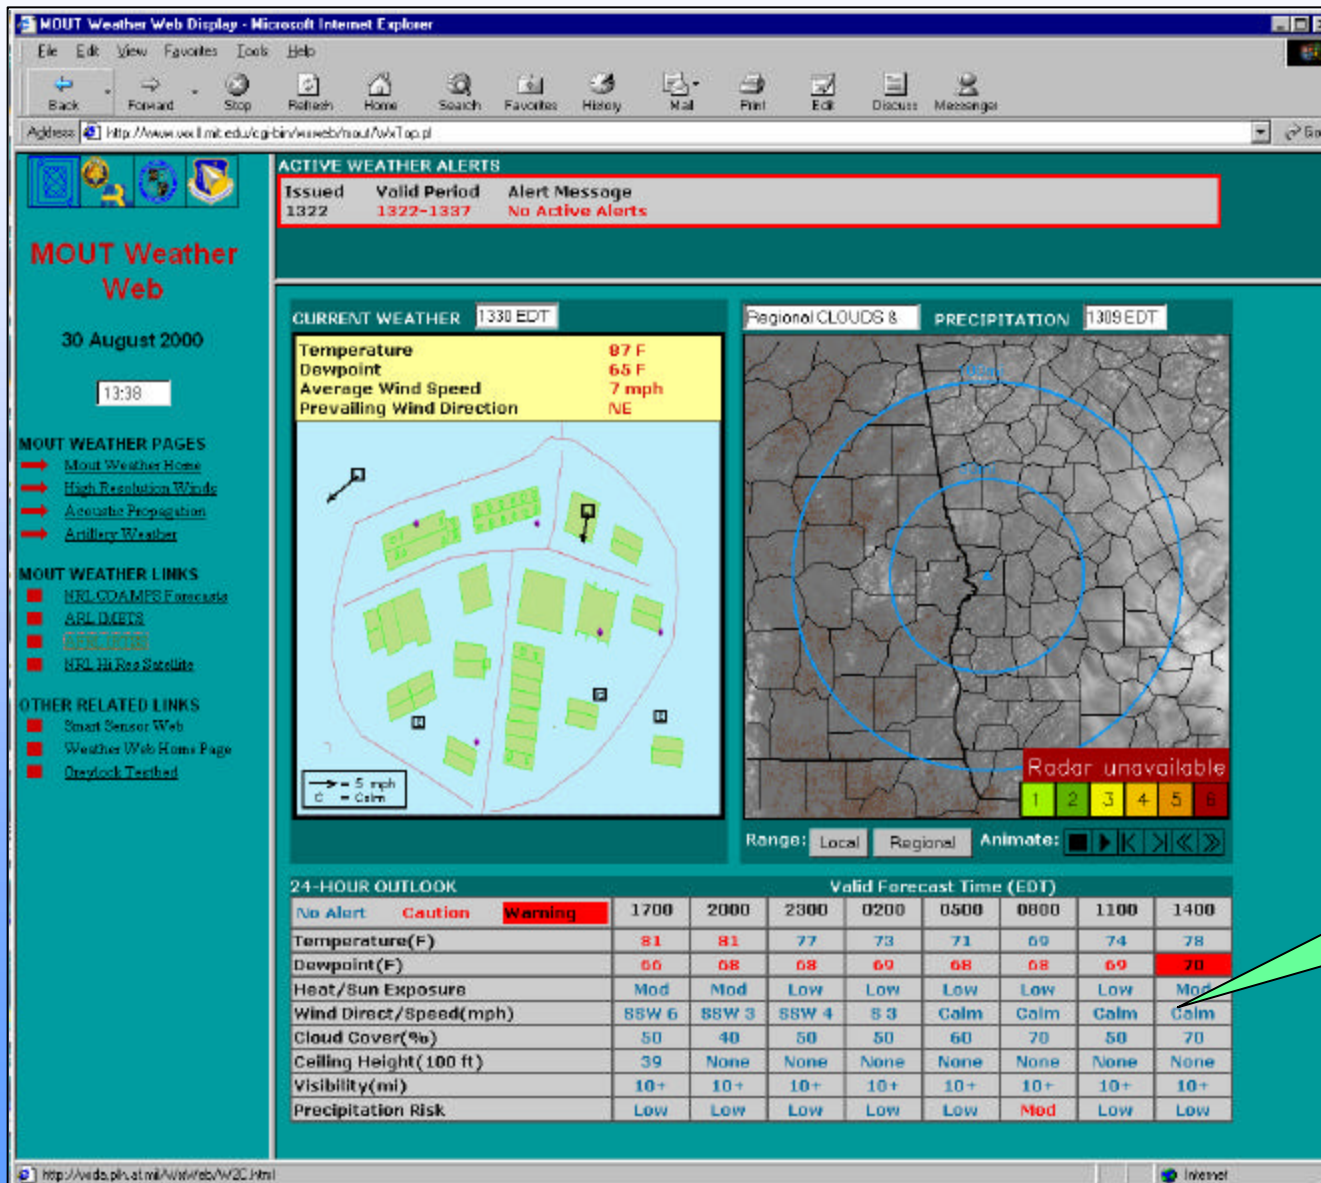 MOUT Weather Web Display - Microsoft Internet Explorer
File Edit View Favorites Tools Help
Back Forward Stop Refresh Home Search Favorites History Mail Print Edit Discuss Messenger
Address Go
MOUT Weather
Web
30 August 2000
13:38
MOUT WEATHER PAGES
Mout Weather Home
High Resolution Winds
Acoustic Propagation
Artillery Weather
MOUT WEATHER LINKS
NRL COAMPS Forecasts
ARL IMETS
NRL Hi Res Satellite
OTHER RELATED LINKS
Smart Sensor Web
Weather Web Home Page
Greylock Testbed
ACTIVE WEATHER ALERTS
Issued Valid Period Alert Message
1322 1322-1337 No Active Alerts
CURRENT WEATHER 1330 EDT
Temperature 87 F
Dewpoint 65 F
Average Wind Speed 7 mph
Prevailing Wind Direction NE
= 5 mph
C = Calm
Regional CLOUDS & PRECIPITATION 1309 EDT
Radar unavailable
1 2 3 4 5 6
Range: Local Regional Animate:
24-HOUR OUTLOOK Valid Forecast Time (EDT)
No Alert Caution Warning 1700 2000 2300 0200 0500 0800 1100 1400
Temperature(F) 81 81 77 73 71 69 74 78
Dewpoint(F) 66 68 68 69 68 68 69 70
Heat/Sun Exposure Mod Mod Low Low Low Low Low Mod
Wind Direct/Speed(mph) SSW 6 SSW 3 SSW 4 S 3 Calm Calm Calm Calm
Cloud Cover(%) 50 40 50 50 60 70 50 70
Ceiling Height(100 ft) 39 None None None None None None None
Visibility(mi) 10+ 10+ 10+ 10+ 10+ 10+ 10+ 10+
Precipitation Risk Low Low Low Low Low Mod Low Low
Internet